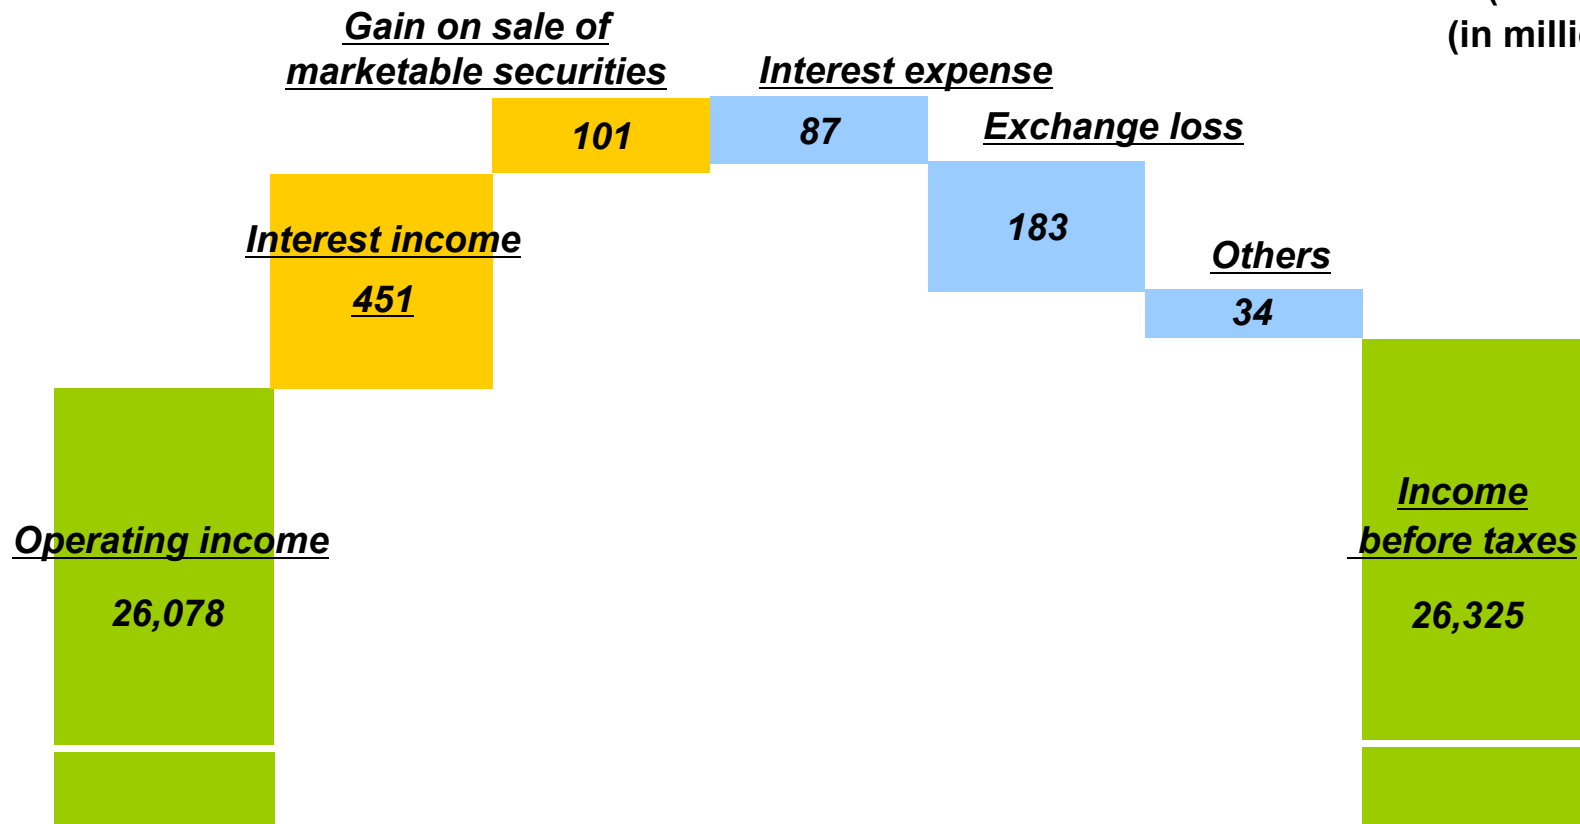 (in
Gain on sale of
marketable securities
Interest expense
101
87
Exchange loss
183
Interest income
451
Others
34
Operating income
26,078
Income
before taxes
26,325